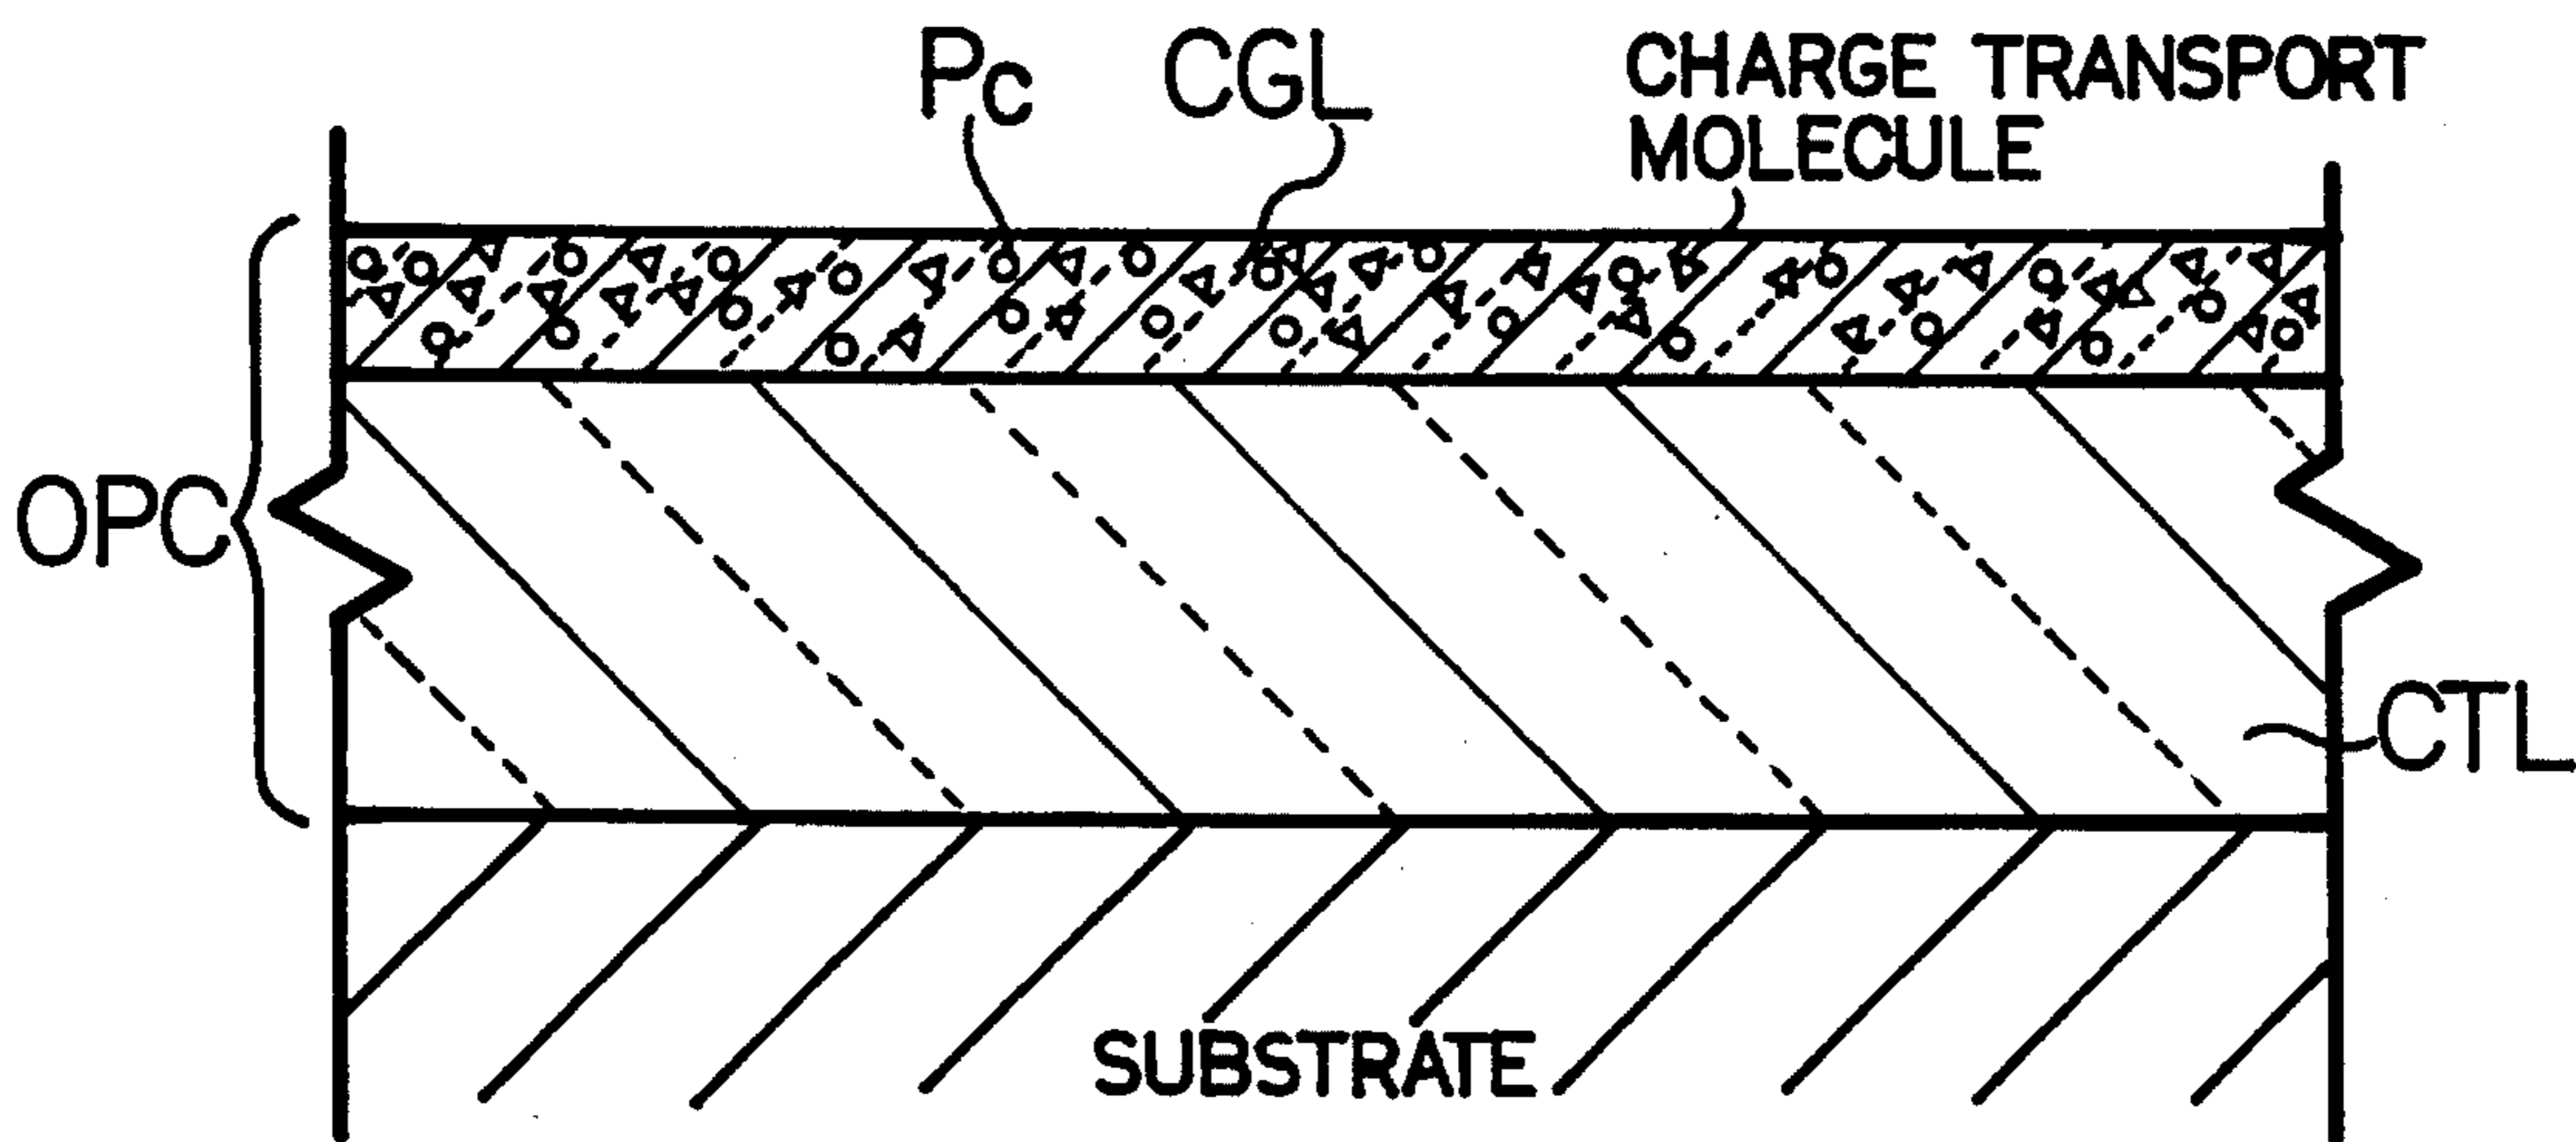 Pc
CGL
CHARGE TRANSPORT
MOLECULE
OPC
CTL
SUBSTRATE